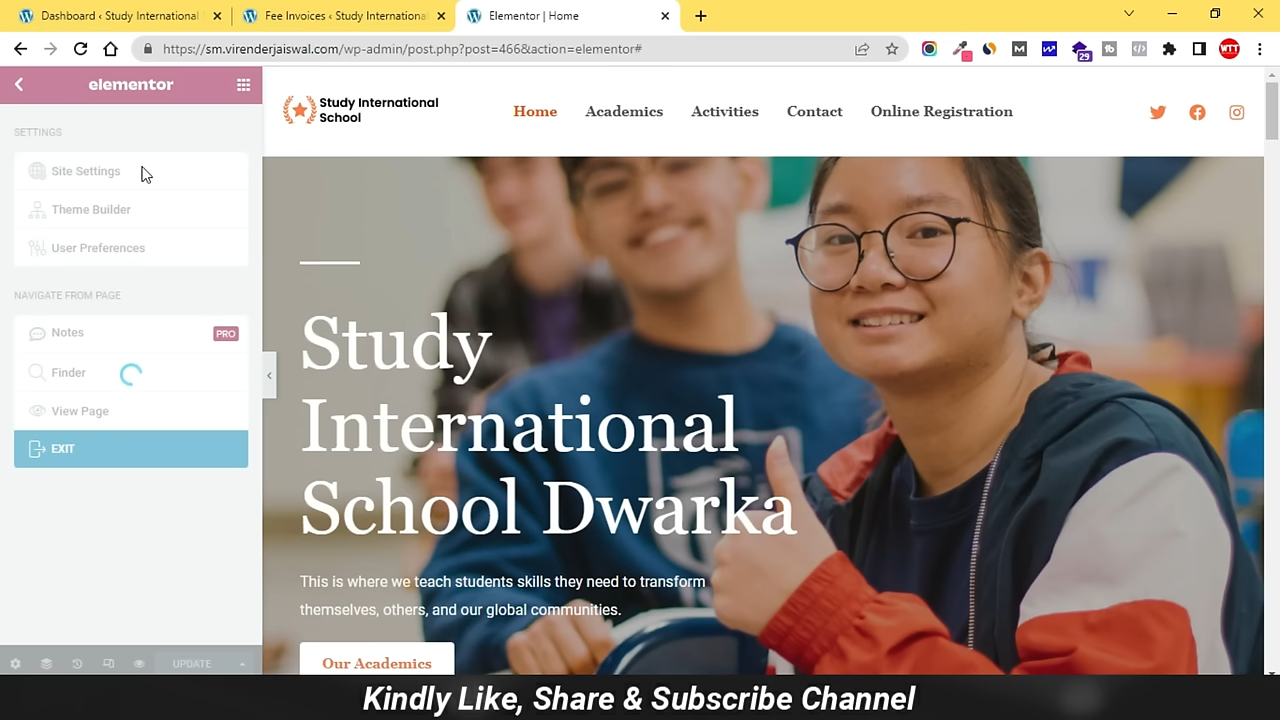 Dashboard ‹ Study International
Fee Invoices ‹ Study International
Elementor | Home
https://sm.virenderjaiswal.com/wp-admin/post.php?post=466&action=elementor#
29
WTT
elementor
SETTINGS
Site Settings
Theme Builder
User Preferences
NAVIGATE FROM PAGE
Notes
PRO
Finder
View Page
EXIT
UPDATE
Study International
School
Home
Academics
Activities
Contact
Online Registration
Study
International
School Dwarka
This is where we teach students skills they need to transform
themselves, others, and our global communities.
Our Academics
Kindly Like, Share & Subscribe Channel